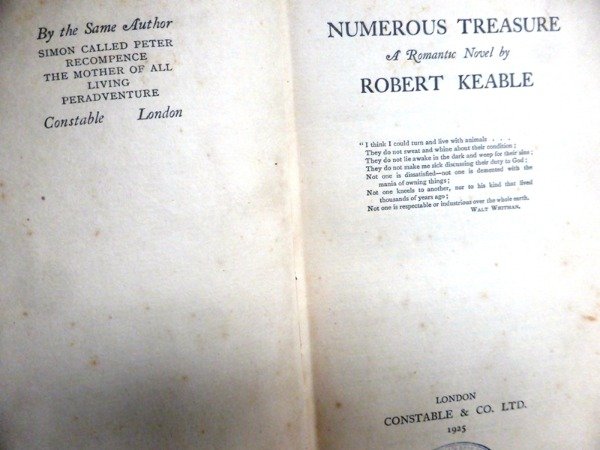 By the Same Author
SIMON CALLED PETER
RECOMPENCE
THE MOTHER OF ALL
LIVING
PERADVENTURE
Constable London
NUMEROUS TREASURE
A Romantic Novel by
ROBERT KEABLE
"I think I could turn and live with animals . . .
They do not sweat and whine about their condition;
They do not lie awake in the dark and weep for their sins;
They do not make me sick discussing their duty to God;
Not one is dissatisfied—not one is demented with the
mania of owning things;
Not one kneels to another, nor to his kind that lived
thousands of years ago;
Not one is respectable or industrious over the whole earth.
WALT WHITMAN.
LONDON
CONSTABLE & CO. LTD.
1925